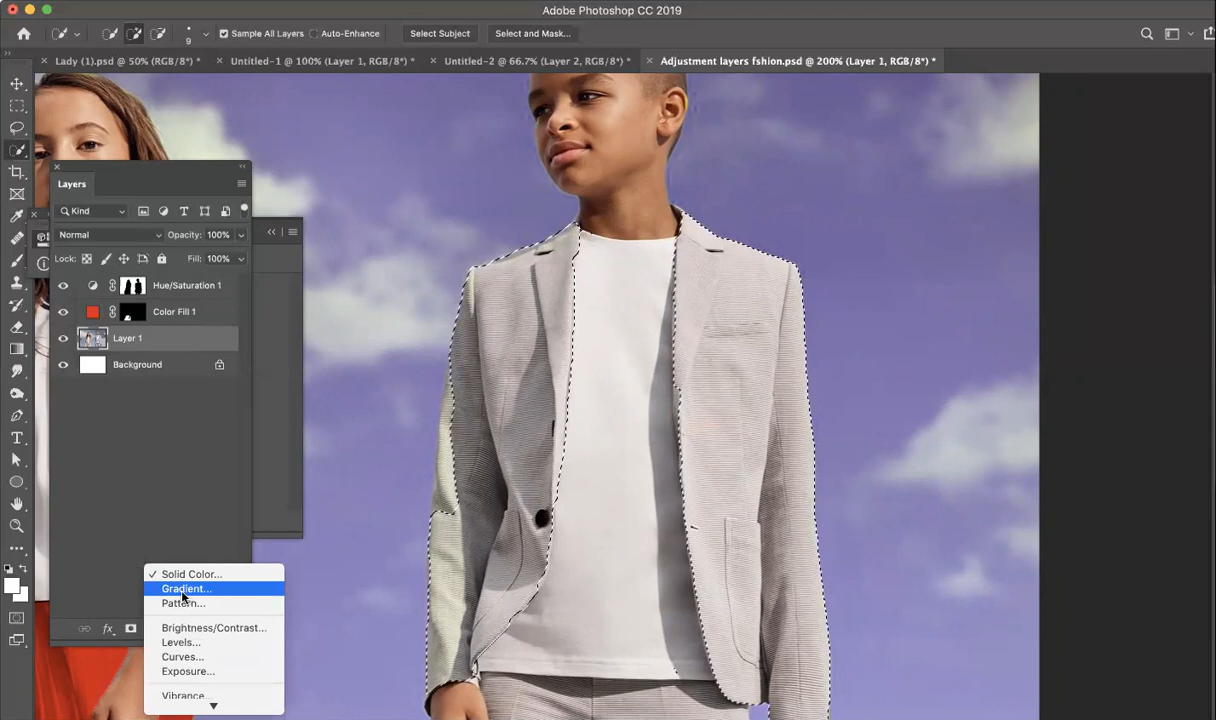 Adobe Photoshop CC 2019
9
Sample All Layers
Auto-Enhance
Select Subject
Select and Mask...
Lady (1).psd @ 50% (RGB/8*) *
Untitled-1 @ 100% (Layer 1, RGB/8*) *
Untitled-2 @ 66.7% (Layer 2, RGB/8*) *
Adjustment layers fshion.psd @ 200% (Layer 1, RGB/8*) *
Layers
Kind
Normal
Opacity: 100%
Lock:
Fill: 100%
Hue/Saturation 1
Color Fill 1
Layer 1
Background
fx
Solid Color...
Gradient...
Pattern...
Brightness/Contrast...
Levels...
Curves...
Exposure...
Vibrance...